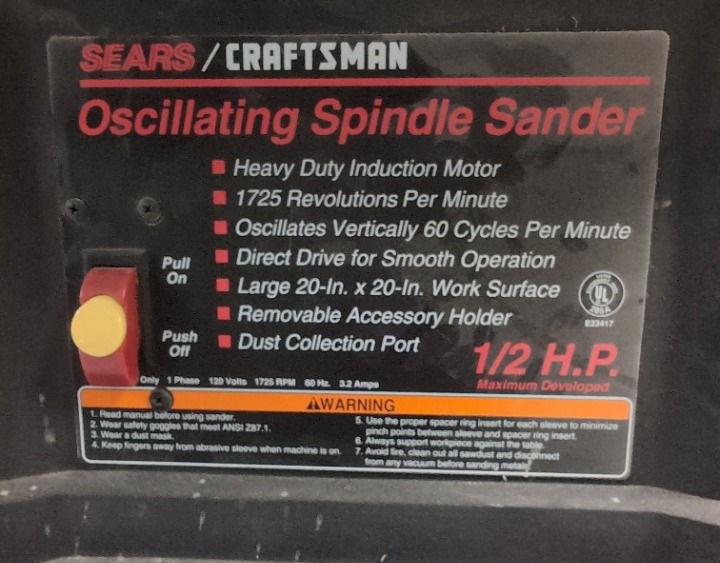 SEARS / CRAFTSMAN
Oscillating Spindle Sander
Heavy Duty Induction Motor
1725 Revolutions Per Minute
Oscillates Vertically 60 Cycles Per Minute
Direct Drive for Smooth Operation
Large 20-In. x 20-In. Work Surface
Removable Accessory Holder
Dust Collection Port
Pull
On
Push
Off
UL
295A
E23417
1/2 H.P.
Maximum Developed
Only 1 Phase 120 Volts 1725 RPM 60 Hz. 3.2 Amps
WARNING
1. Read manual before using sander.
2. Wear safety goggles that meet ANSI Z87.1.
3. Wear a dust mask.
4. Keep fingers away from abrasive sleeve when machine is on.
5. Use the proper spacer ring insert for each sleeve to minimize
pinch points between sleeve and spacer ring insert.
6. Always support workpiece against the table.
7. Avoid fire, clean out all sawdust and disconnect
from any vacuum before sanding metals